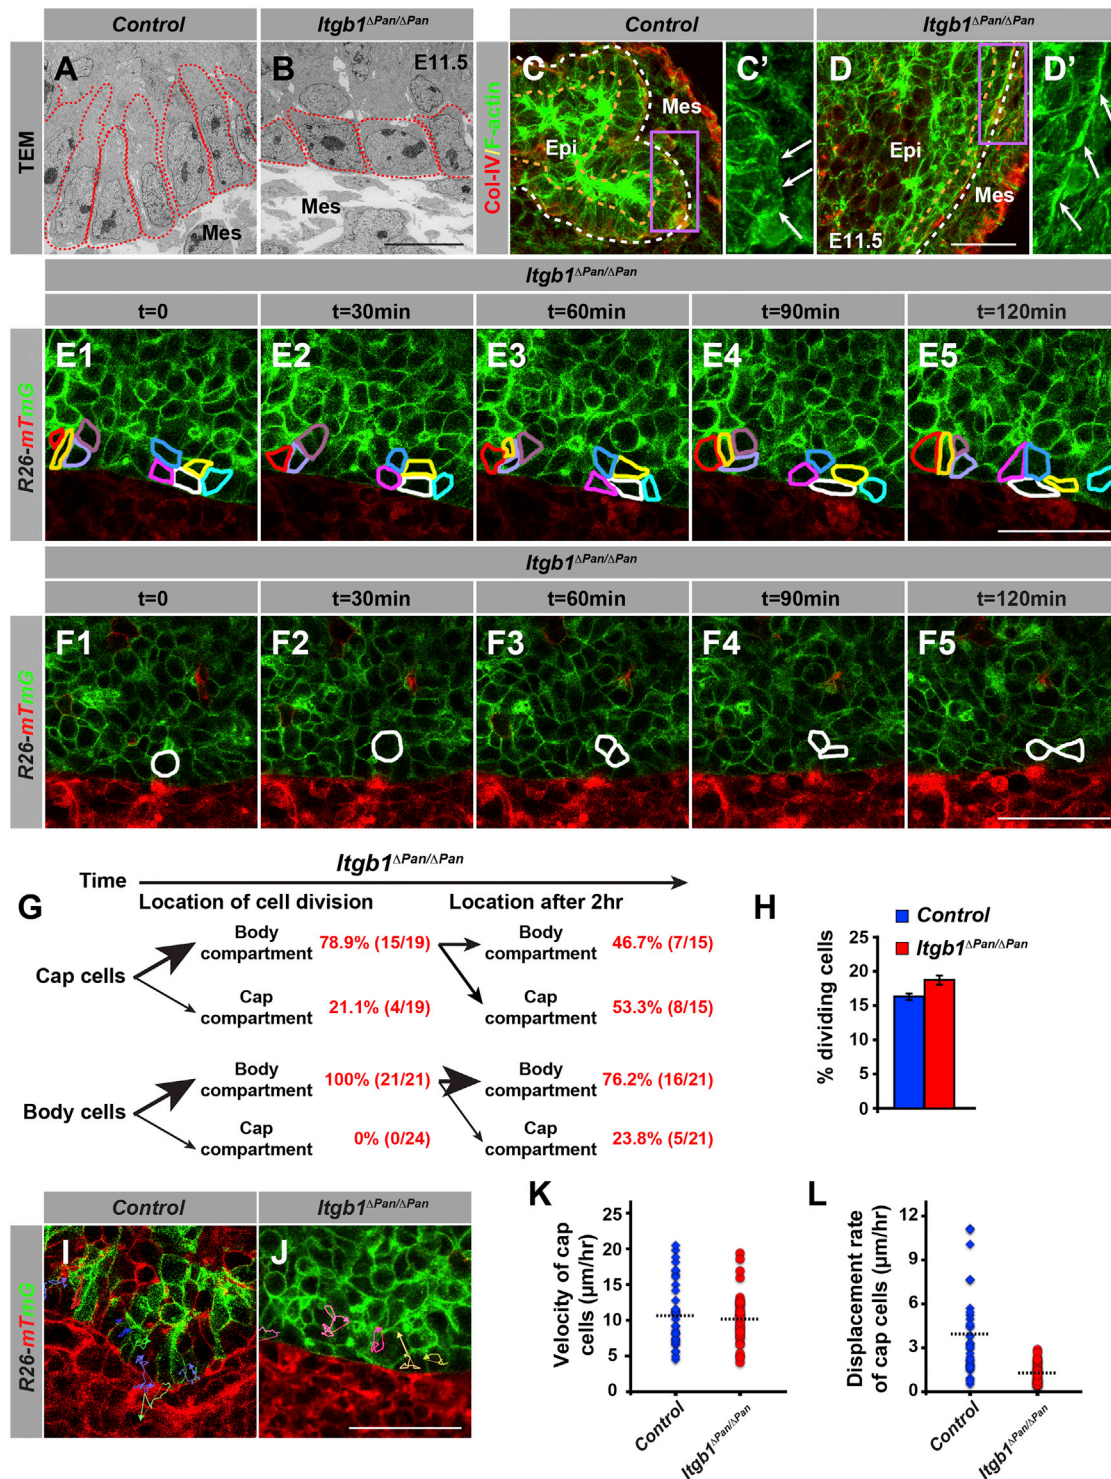 Control
Itgb1ΔPan/ΔPan
Control
Itgb1ΔPan/ΔPan
TEM
A
Mes
B
E11.5
Mes
Col-IV/F-actin
C
Epi
Mes
C'
D
Epi
Mes
E11.5
D'
Itgb1ΔPan/ΔPan
t=0
t=30min
t=60min
t=90min
t=120min
R26-mTmG
E1
E2
E3
E4
E5
Itgb1ΔPan/ΔPan
t=0
t=30min
t=60min
t=90min
t=120min
R26-mTmG
F1
F2
F3
F4
F5
G
Itgb1ΔPan/ΔPan
Time
Location of cell division
Location after 2hr
Cap cells
Body
compartment
78.9% (15/19)
Body
compartment
46.7% (7/15)
Cap
compartment
21.1% (4/19)
Cap
compartment
53.3% (8/15)
Body cells
Body
compartment
100% (21/21)
Body
compartment
76.2% (16/21)
Cap
compartment
0% (0/24)
Cap
compartment
23.8% (5/21)
H
Control
Itgb1ΔPan/ΔPan
% dividing cells
25
20
15
10
5
0
Control
Itgb1ΔPan/ΔPan
R26-mTmG
I
J
K
Velocity of cap
cells (µm/hr)
25
20
15
10
5
0
Control
Itgb1ΔPan/ΔPan
L
Displacement rate
of cap cells (µm/hr)
12
9
6
3
0
Control
Itgb1ΔPan/ΔPan